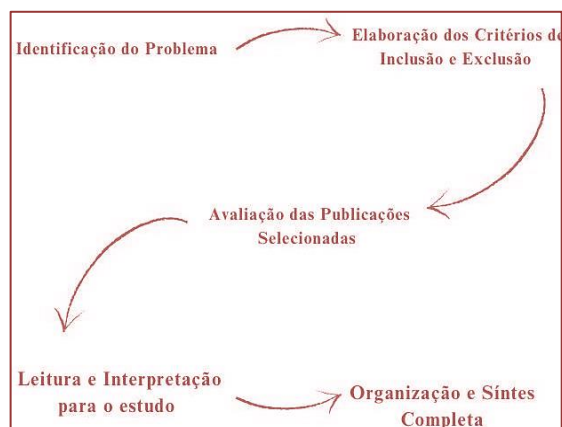 Identificação do Problema
Elaboração dos Critérios de
Inclusão e Exclusão
Avaliação das Publicações
Selecionadas
Leitura e Interpretação
para o estudo
Organização e Síntes
Completa